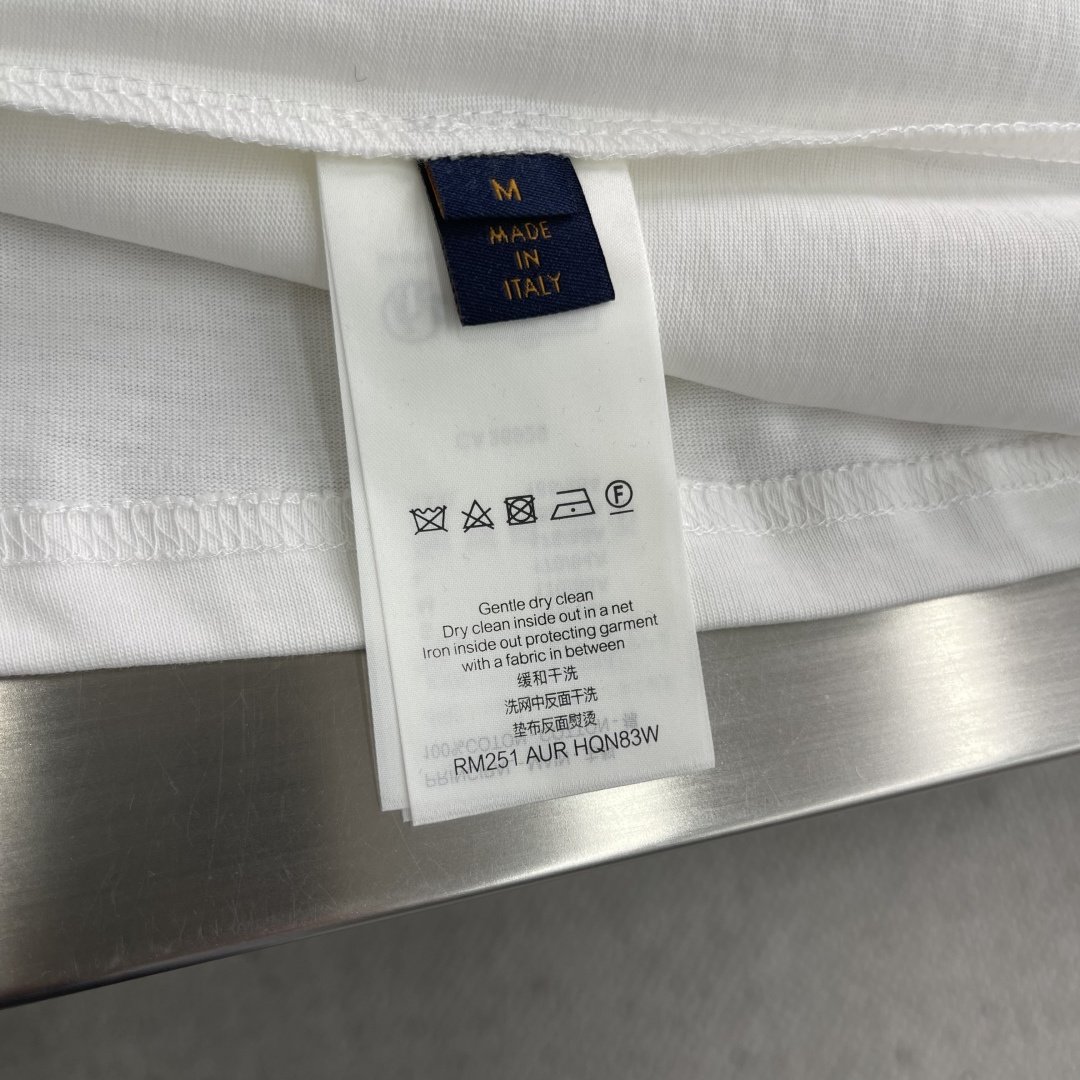 M
MADE
IN
ITALY
F
Gentle dry clean
Dry clean inside out in a net
Iron inside out protecting garment
with a fabric in between
缓和干洗
洗网中反面干洗
垫布反面熨烫
RM251 AUR HQN83W